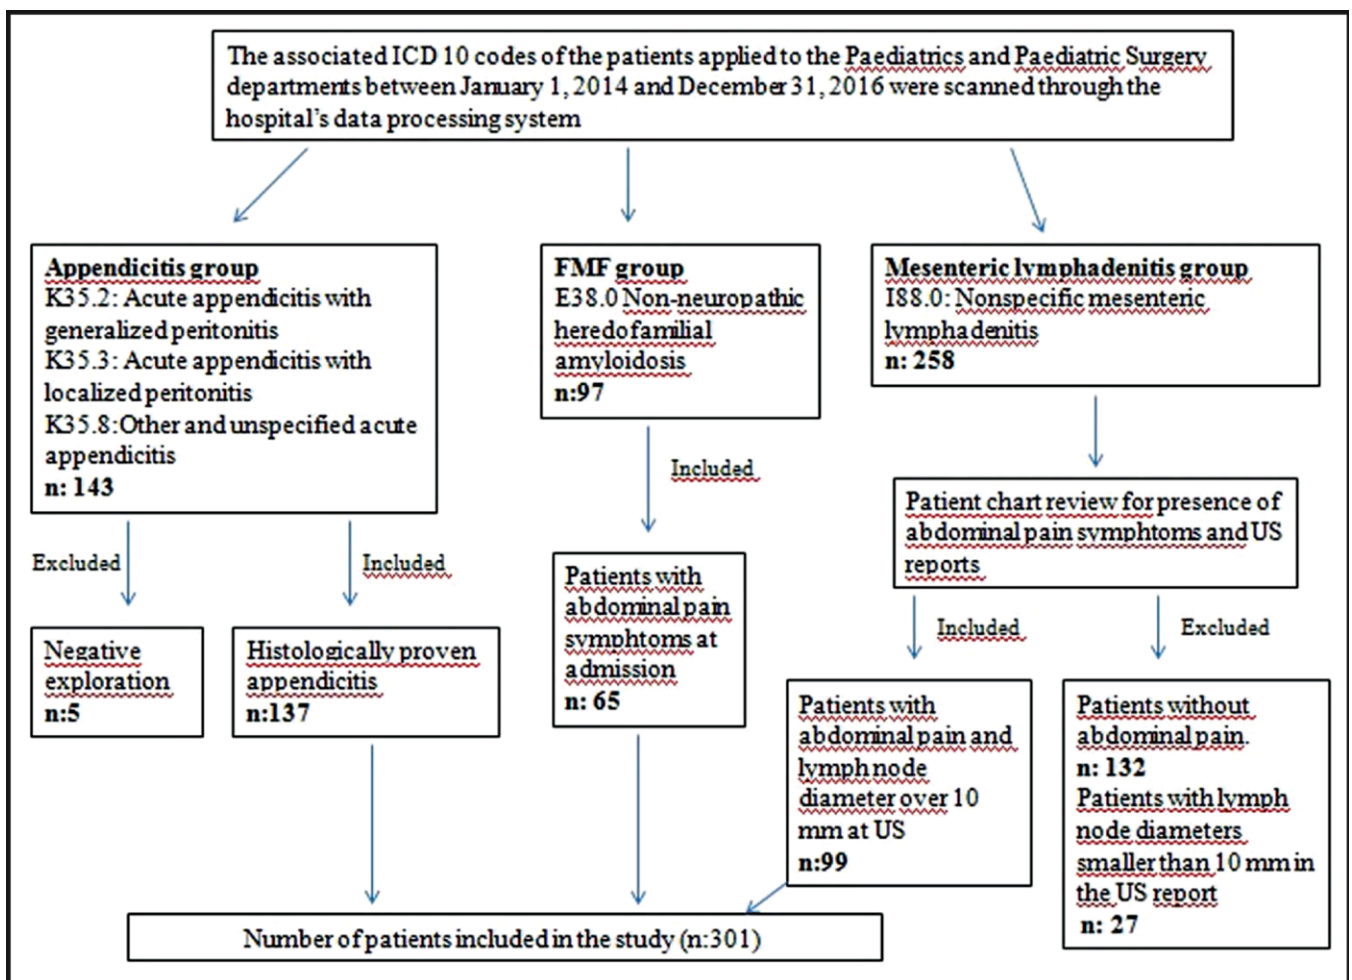 The associated ICD 10 codes of the patients applied to the Paediatrics and Paediatric Surgery
departments between January 1, 2014 and December 31, 2016 were scanned through the
hospital's data processing system
Appendicitis group
K35.2: Acute appendicitis with
generalized peritonitis
K35.3: Acute appendicitis with
localized peritonitis
K35.8:Other and unspecified acute
appendicitis
n: 143
FMF group
E38.0 Non-neuropathic
heredofamilial
amyloidosis
n:97
Mesenteric lymphadenitis group
I88.0: Nonspecific mesenteric
lymphadenitis
n: 258
Included
Patient chart review for presence of
abdominal pain symptoms and US
reports
Excluded
Included
Negative
exploration
n:5
Histologically proven
appendicitis
n:137
Patients with
abdominal pain
symptoms at
admission
n: 65
Included
Excluded
Patients with
abdominal pain and
lymph node
diameter over 10
mm at US
n:99
Patients without
abdominal pain.
n: 132
Patients with lymph
node diameters
smaller than 10 mm in
the US report
n: 27
Number of patients included in the study (n:301)